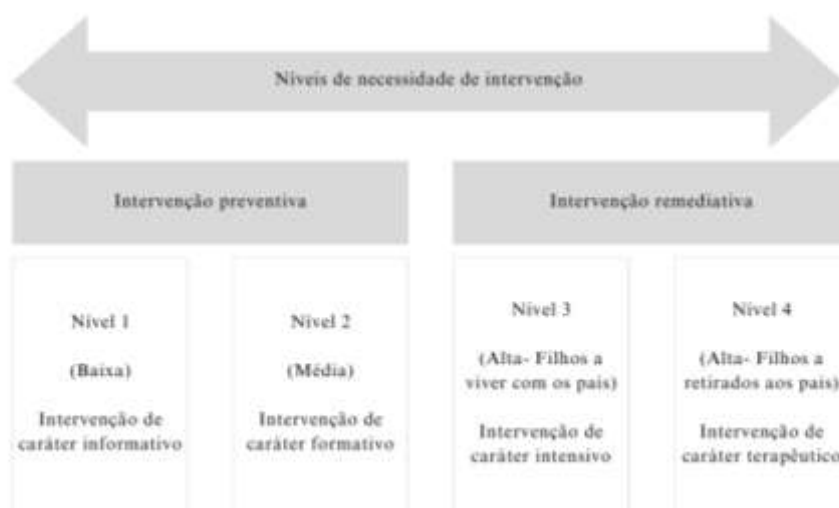 Níveis de necessidade de intervenção
Intervenção preventiva
Intervenção remediativa
Nível 1
(Baixa)
Intervenção de
caráter informativo
Nível 2
(Média)
Intervenção de
caráter formativo
Nível 3
(Alta- Filhos a
viver com os pais)
Intervenção de
caráter intensivo
Nível 4
(Alta- Filhos a
retirados aos pais)
Intervenção de
caráter terapêutico